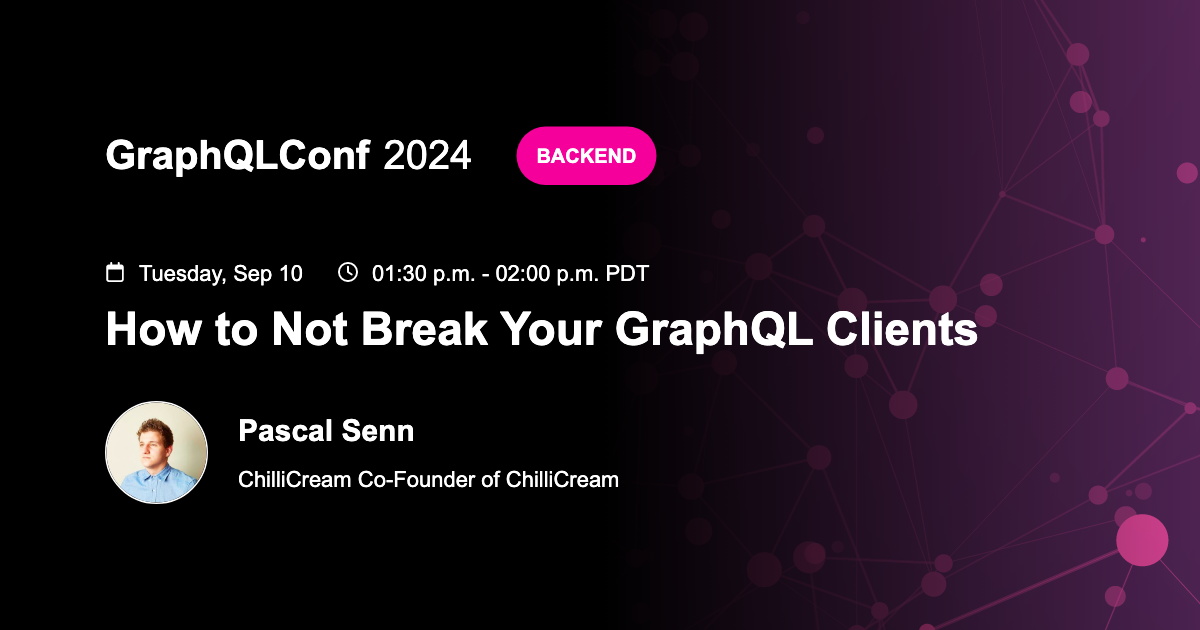 GraphQLConf 2024 BACKEND
Tuesday, Sep 10 01:30 p.m. - 02:00 p.m. PDT
How to Not Break Your GraphQL Clients
Pascal Senn
ChilliCream Co-Founder of ChilliCream